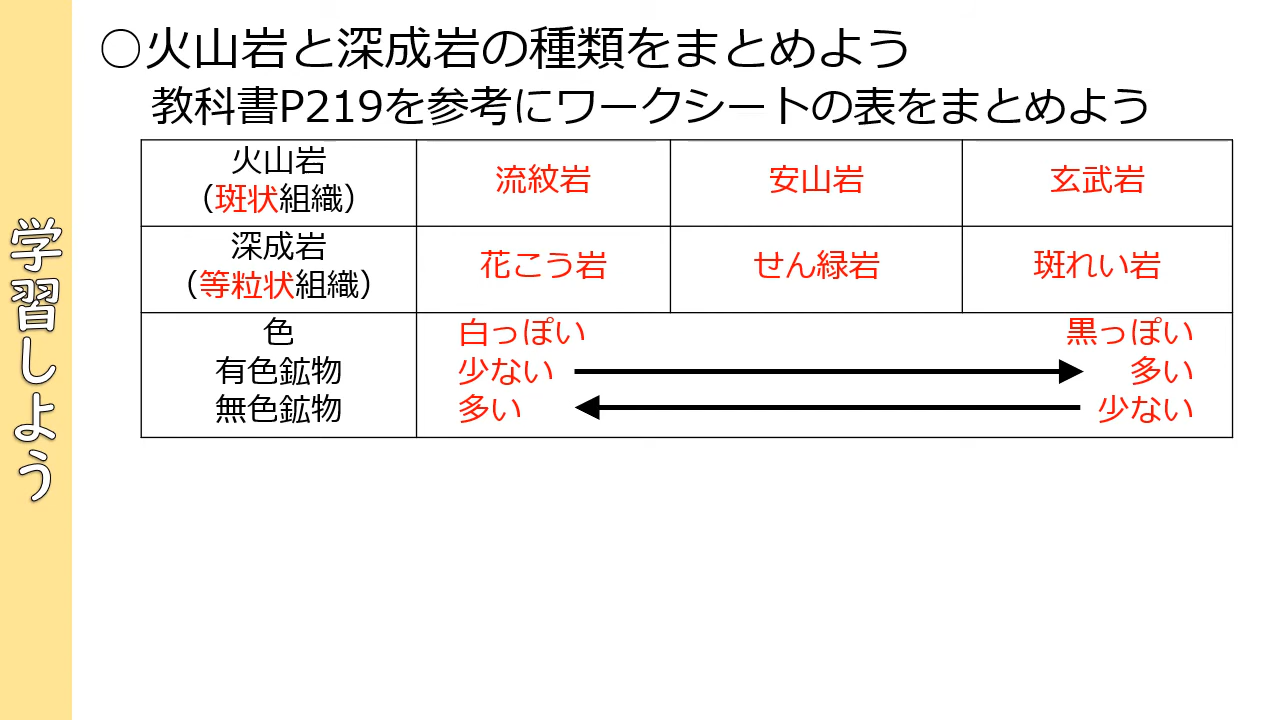 学習しよう
○火山岩と深成岩の種類をまとめよう
教科書P219を参考にワークシートの表をまとめよう
火山岩
（斑状組織）
流紋岩
安山岩
玄武岩
深成岩
（等粒状組織）
花こう岩
せん緑岩
斑れい岩
色
白っぽい
黒っぽい
有色鉱物
少ない
多い
無色鉱物
多い
少ない